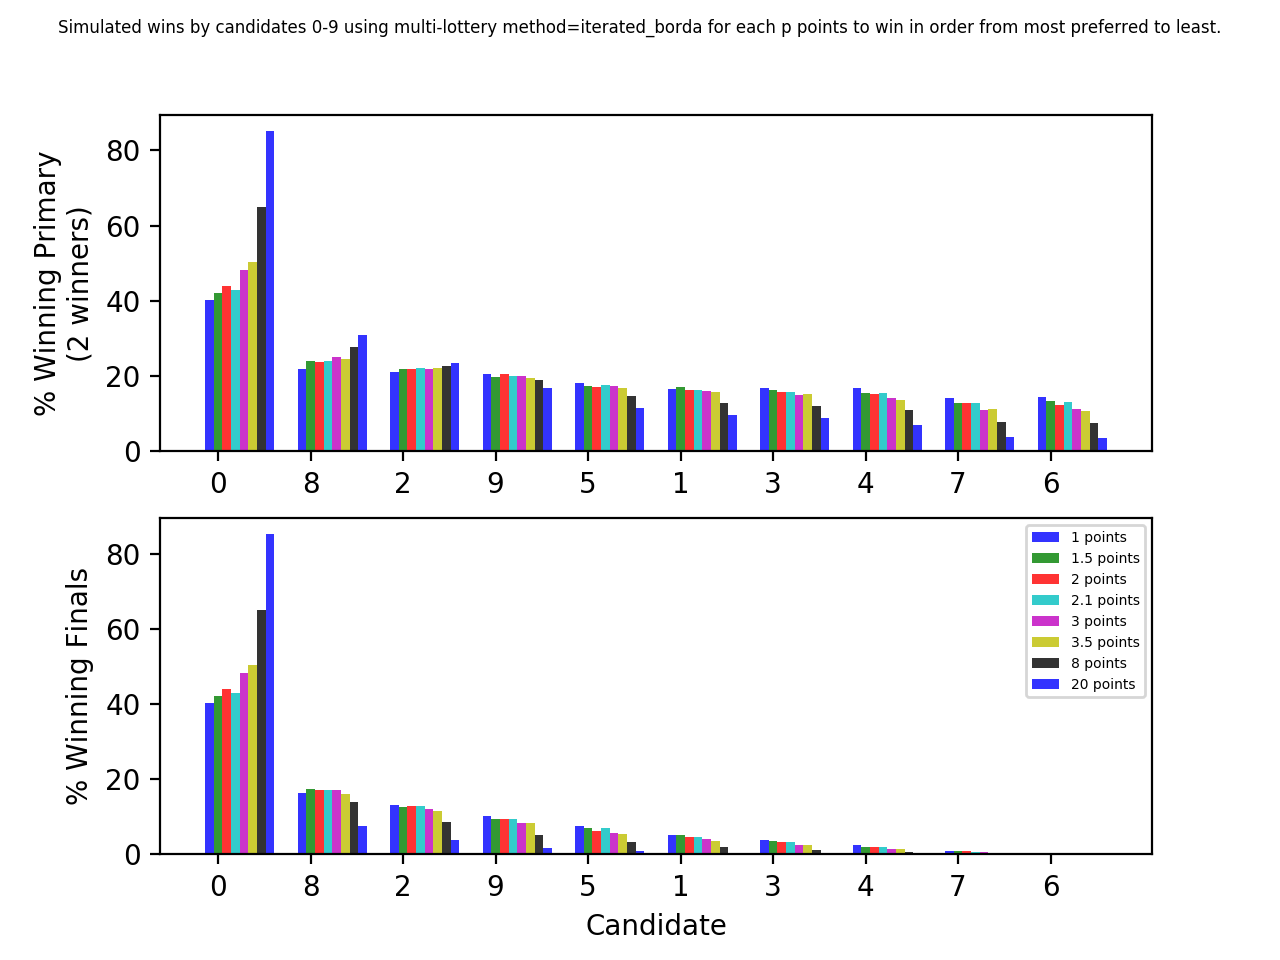 Simulated wins by candidates 0-9 using multi-lottery method=iterated_borda for each p points to win in order from most preferred to least.
% Winning Primary
(2 winners)
80
60
40
20
0
0 8 2 9 5 1 3 4 7 6
% Winning Finals
80
60
40
20
0
1 points
1.5 points
2 points
2.1 points
3 points
3.5 points
8 points
20 points
0 8 2 9 5 1 3 4 7 6
Candidate